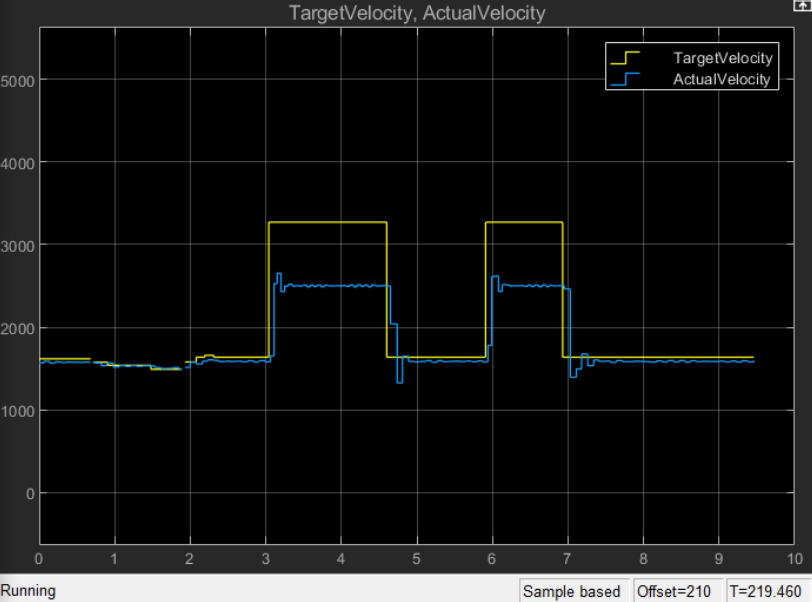 TargetVelocity, ActualVelocity
TargetVelocity
ActualVelocity
5000
4000
3000
2000
1000
0
0 1 2 3 4 5 6 7 8 9 10
Running Sample based Offset=210 T=219.460